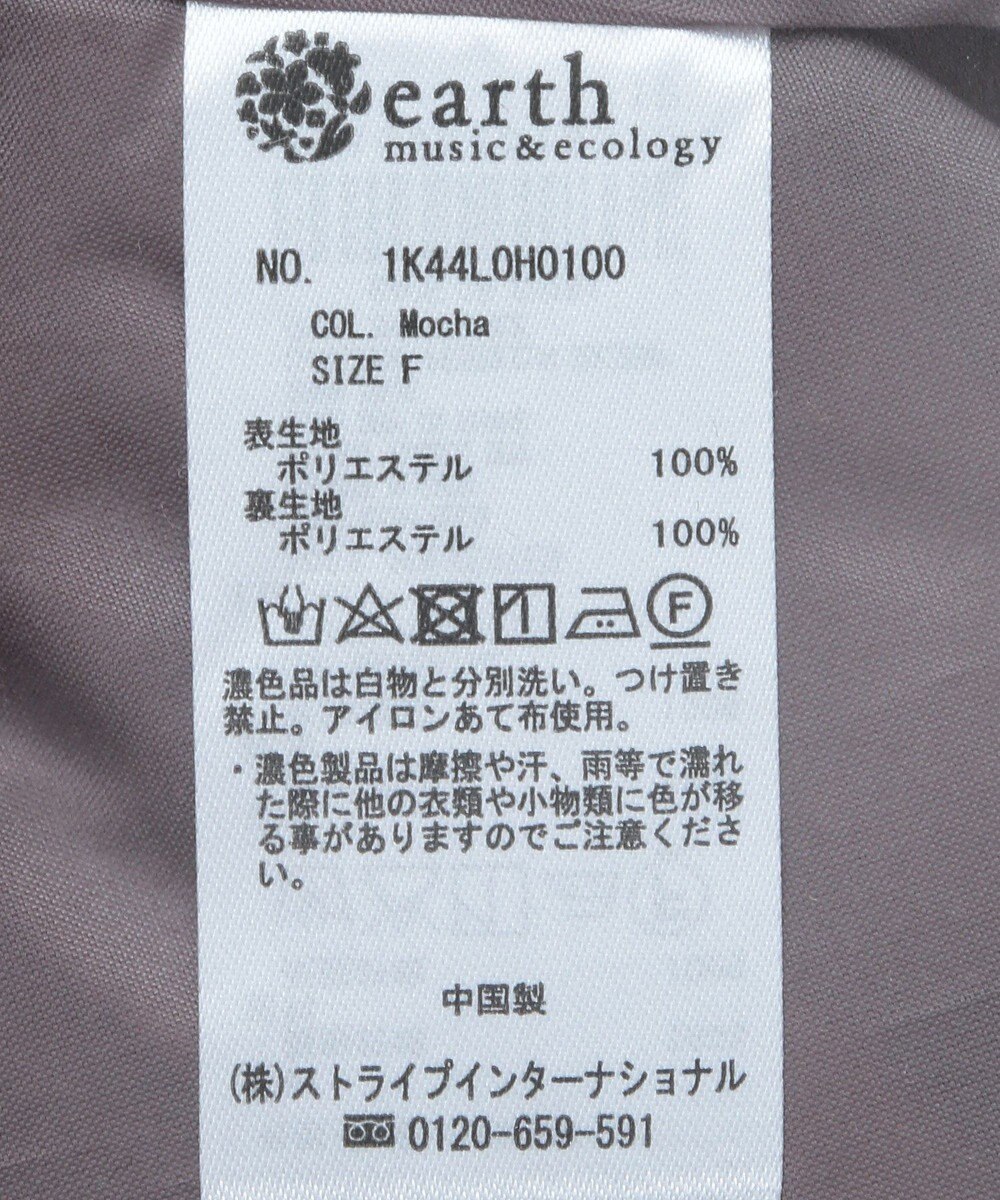 earth
music&ecology
NO. 1K44L0H0100
COL. Mocha
SIZE F
表生地
ポリエステル 100%
裏生地
ポリエステル 100%
F
濃色品は白物と分別洗い。つけ置き
禁止。アイロンあて布使用。
・濃色製品は摩擦や汗、雨等で濡れ
た際に他の衣類や小物類に色が移
る事がありますのでご注意くださ
い。
中国製
(株)ストライプインターナショナル
0120-659-591